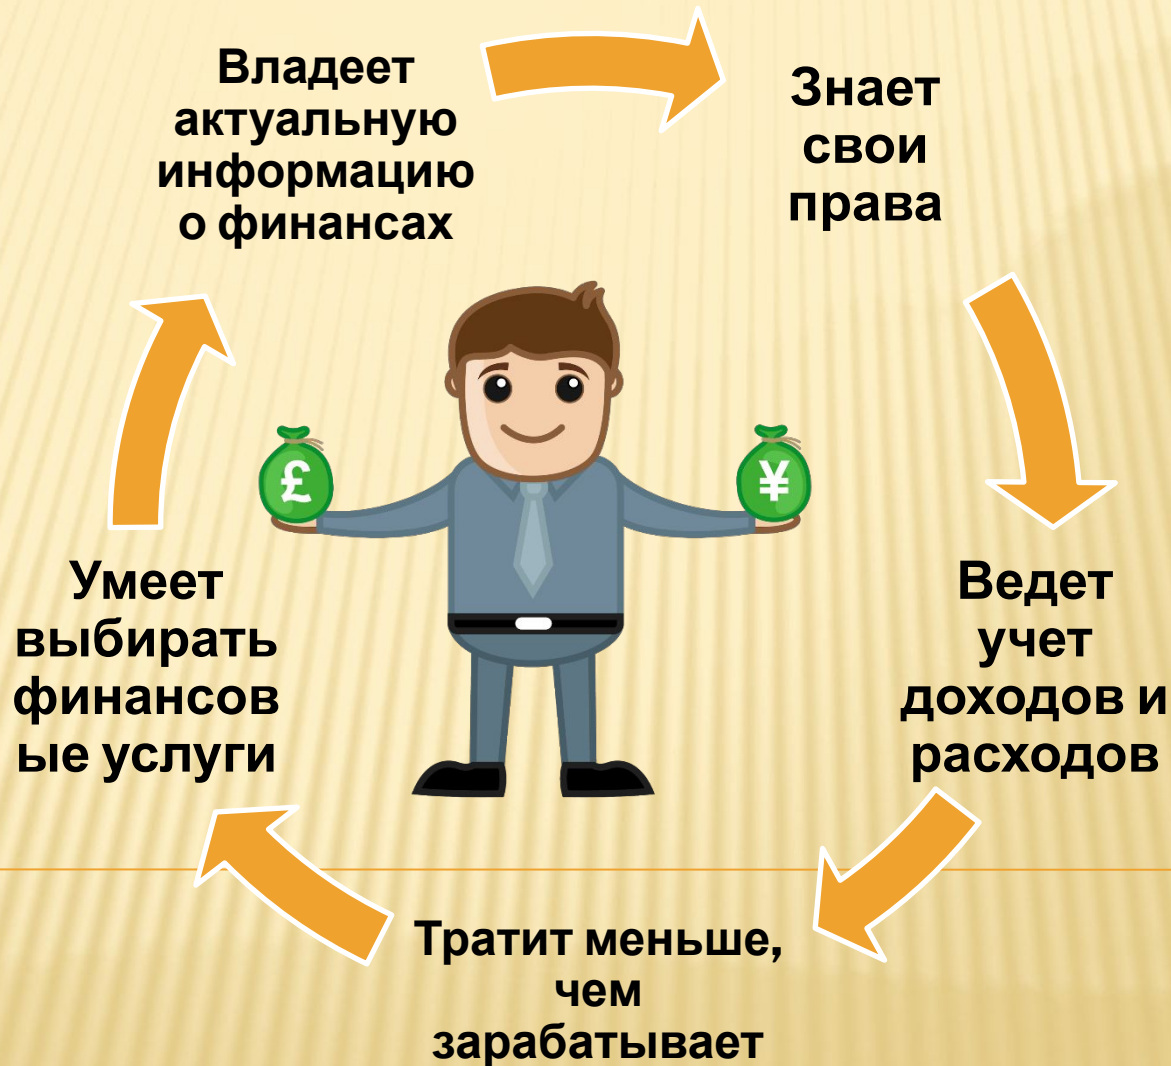 Владеет
актуальную
информацию
о финансах
Знает
свои
права
£
¥
Умеет
выбирать
финансов
ые услуги
Ведет
учет
доходов и
расходов
Тратит меньше,
чем
зарабатывает